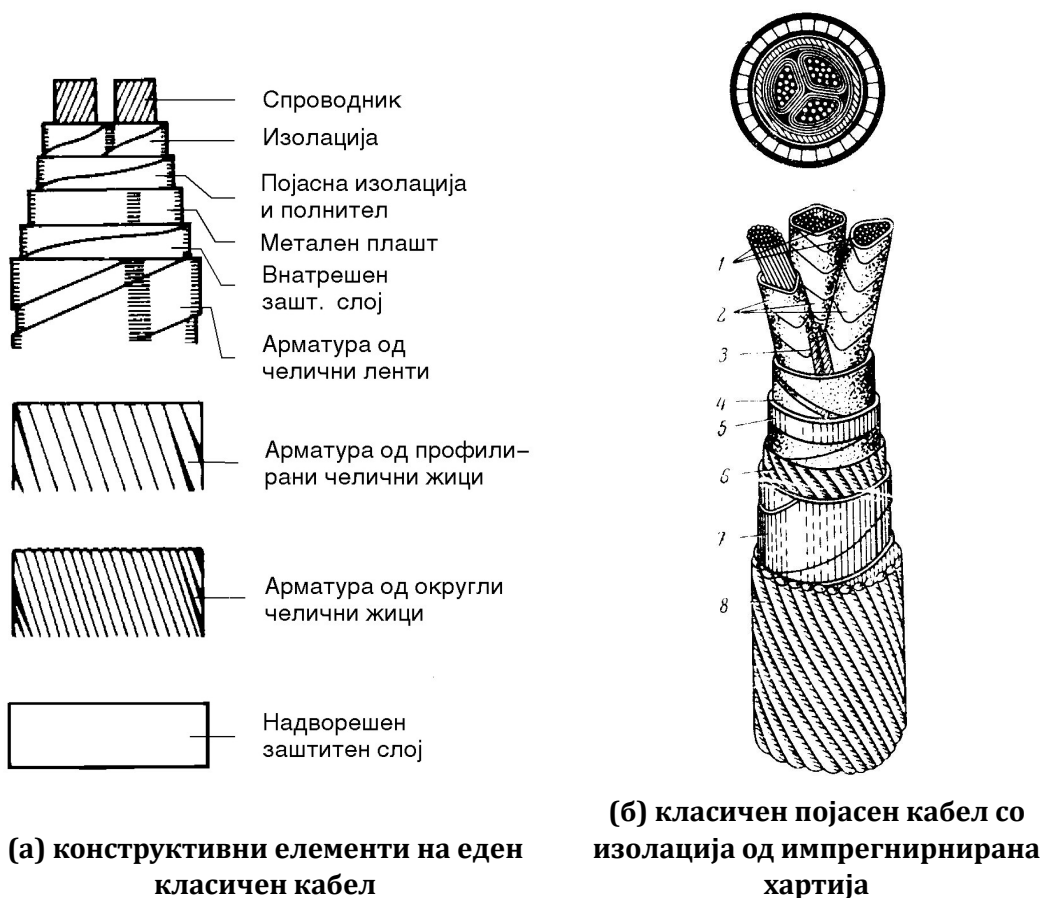 Спроводник
Изолација
Појасна изолација
и полнител
Метален плашт
Внатрешен
зашт. слој
Арматура од
челични ленти
Арматура од профили–
рани челични жици
Арматура од округли
челични жици
Надворешен
заштитен слој
(а) конструктивни елементи на еден
класичен кабел
1
2
3
4
5
6
7
8
(б) класичен појасен кабел со
изолација од импрегнирнирана
хартија